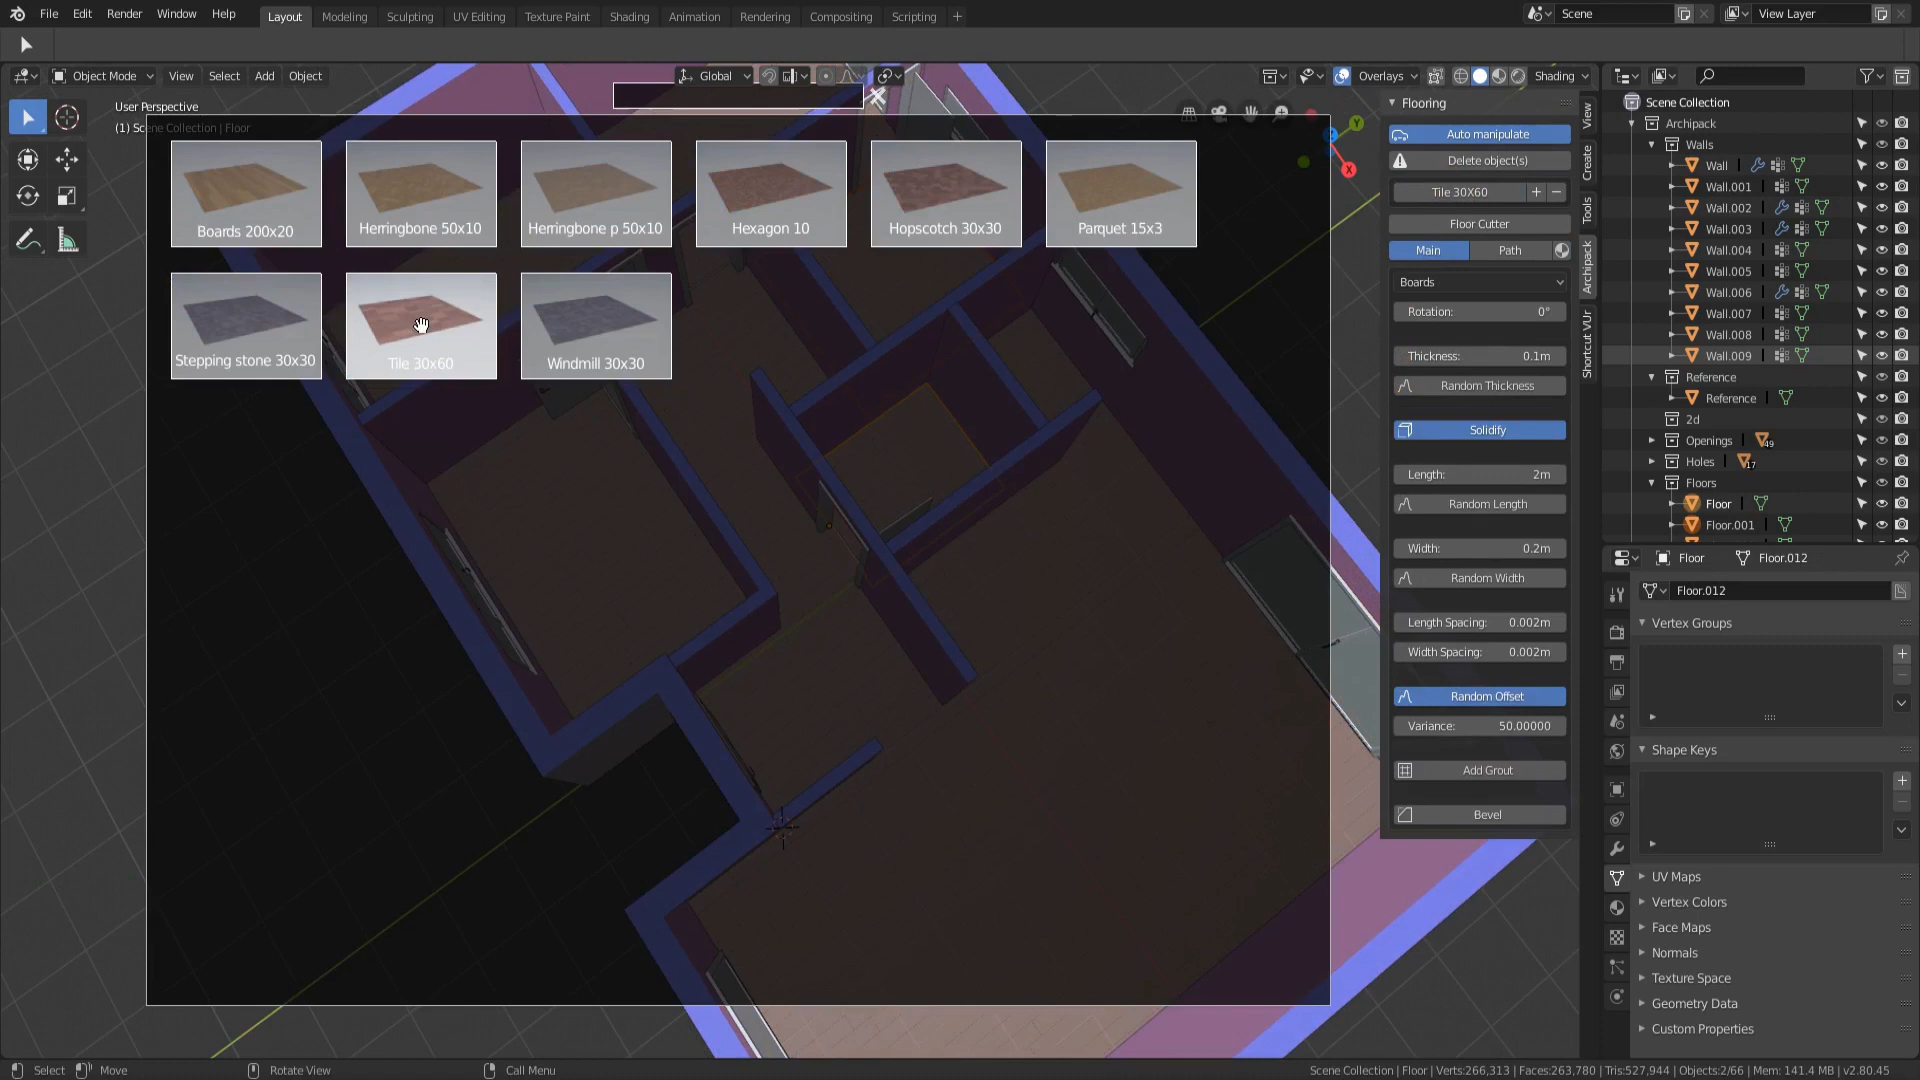 File Edit Render Window Help
Layout Modeling Sculpting UV Editing Texture Paint Shading Animation Rendering Compositing Scripting +
Scene
View Layer
Object Mode View Select Add Object
Global
Overlays
Shading
User Perspective
(1) Scene Collection | Floor
Boards 200x20
Herringbone 50x10
Herringbone p 50x10
Hexagon 10
Hopscotch 30x30
Parquet 15x3
Stepping stone 30x30
Tile 30x60
Windmill 30x30
Y
X
Flooring
Auto manipulate
Delete object(s)
Tile 30X60 + −
Floor Cutter
Main Path
Boards
Rotation: 0°
Thickness: 0.1m
Random Thickness
Solidify
Length: 2m
Random Length
Width: 0.2m
Random Width
Length Spacing: 0.002m
Width Spacing: 0.002m
Random Offset
Variance: 50.00000
Add Grout
Bevel
View
Create
Tools
Archipack
Shortcut VUr
Scene Collection
Archipack
Walls
Wall
Wall.001
Wall.002
Wall.003
Wall.004
Wall.005
Wall.006
Wall.007
Wall.008
Wall.009
Reference
Reference
2d
Openings 49
Holes 17
Floors
Floor
Floor.001
Floor Floor.012
Floor.012
Vertex Groups
Shape Keys
UV Maps
Vertex Colors
Face Maps
Normals
Texture Space
Geometry Data
Custom Properties
Select Move Rotate View Call Menu
Scene Collection | Floor | Verts:266,313 | Faces:263,780 | Tris:527,944 | Objects:2/66 | Mem: 141.4 MB | v2.80.45